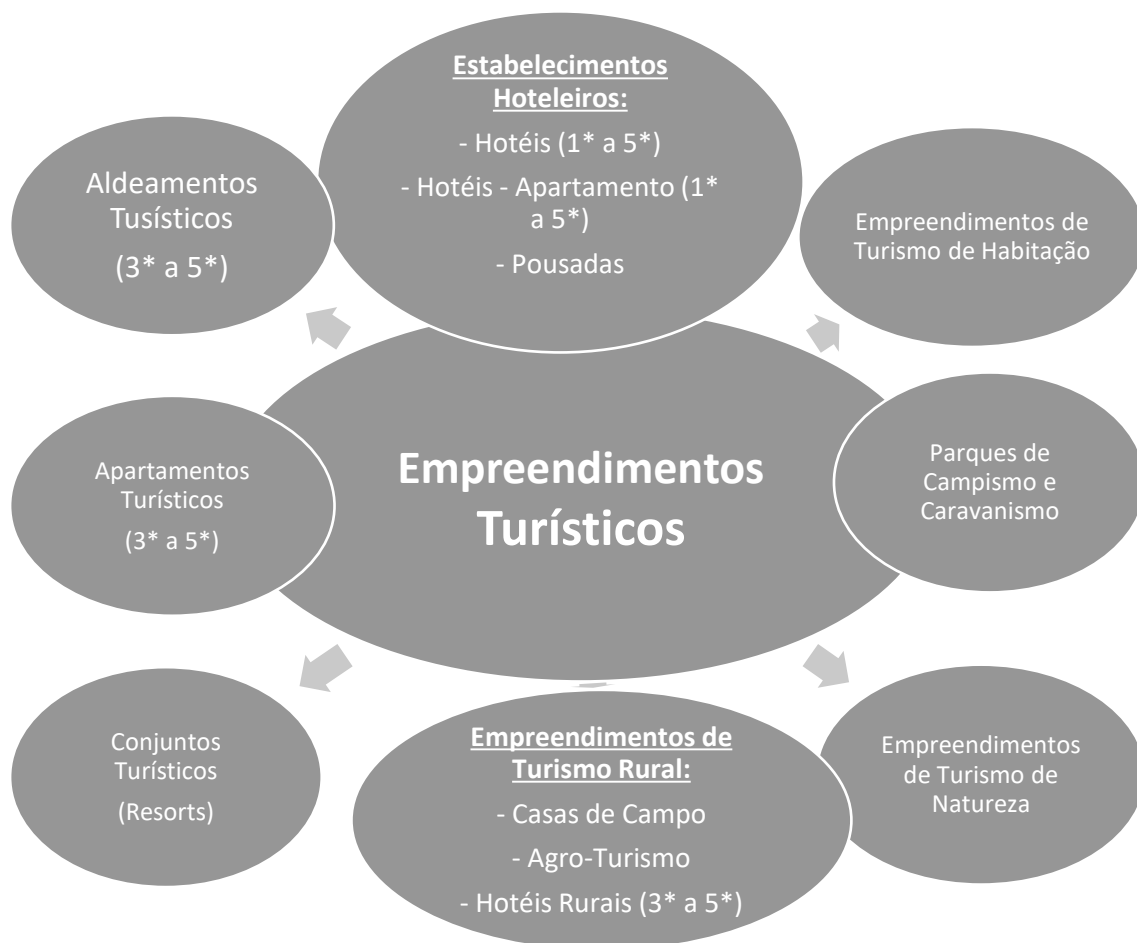 Estabelecimentos
Hoteleiros:
- Hotéis (1* a 5*)
- Hotéis - Apartamento (1*
a 5*)
- Pousadas
Aldeamentos
Tusísticos
(3* a 5*)
Empreendimentos de
Turismo de Habitação
Apartamentos
Turísticos
(3* a 5*)
Empreendimentos
Turísticos
Parques de
Campismo e
Caravanismo
Conjuntos
Turísticos
(Resorts)
Empreendimentos de
Turismo Rural:
- Casas de Campo
- Agro-Turismo
- Hotéis Rurais (3* a 5*)
Empreendimentos
de Turismo de
Natureza